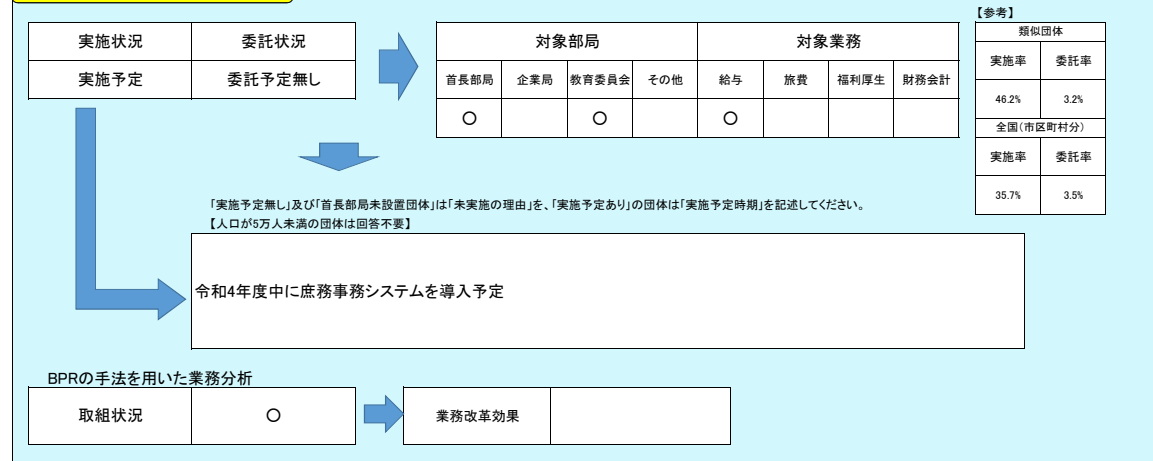 【参考】
実施状況 委託状況
実施予定 委託予定無し
対象部局 対象業務
首長部局 企業局 教育委員会 その他 給与 旅費 福利厚生 財務会計
○ ○ ○
類似団体
実施率 委託率
46.2% 3.2%
全国(市区町村分)
実施率 委託率
35.7% 3.5%
「実施予定無し」及び「首長部局未設置団体」は「未実施の理由」を、「実施予定あり」の団体は「実施予定時期」を記述してください。
【人口が5万人未満の団体は回答不要】
令和4年度中に庶務事務システムを導入予定
BPRの手法を用いた業務分析
取組状況 ○
業務改革効果